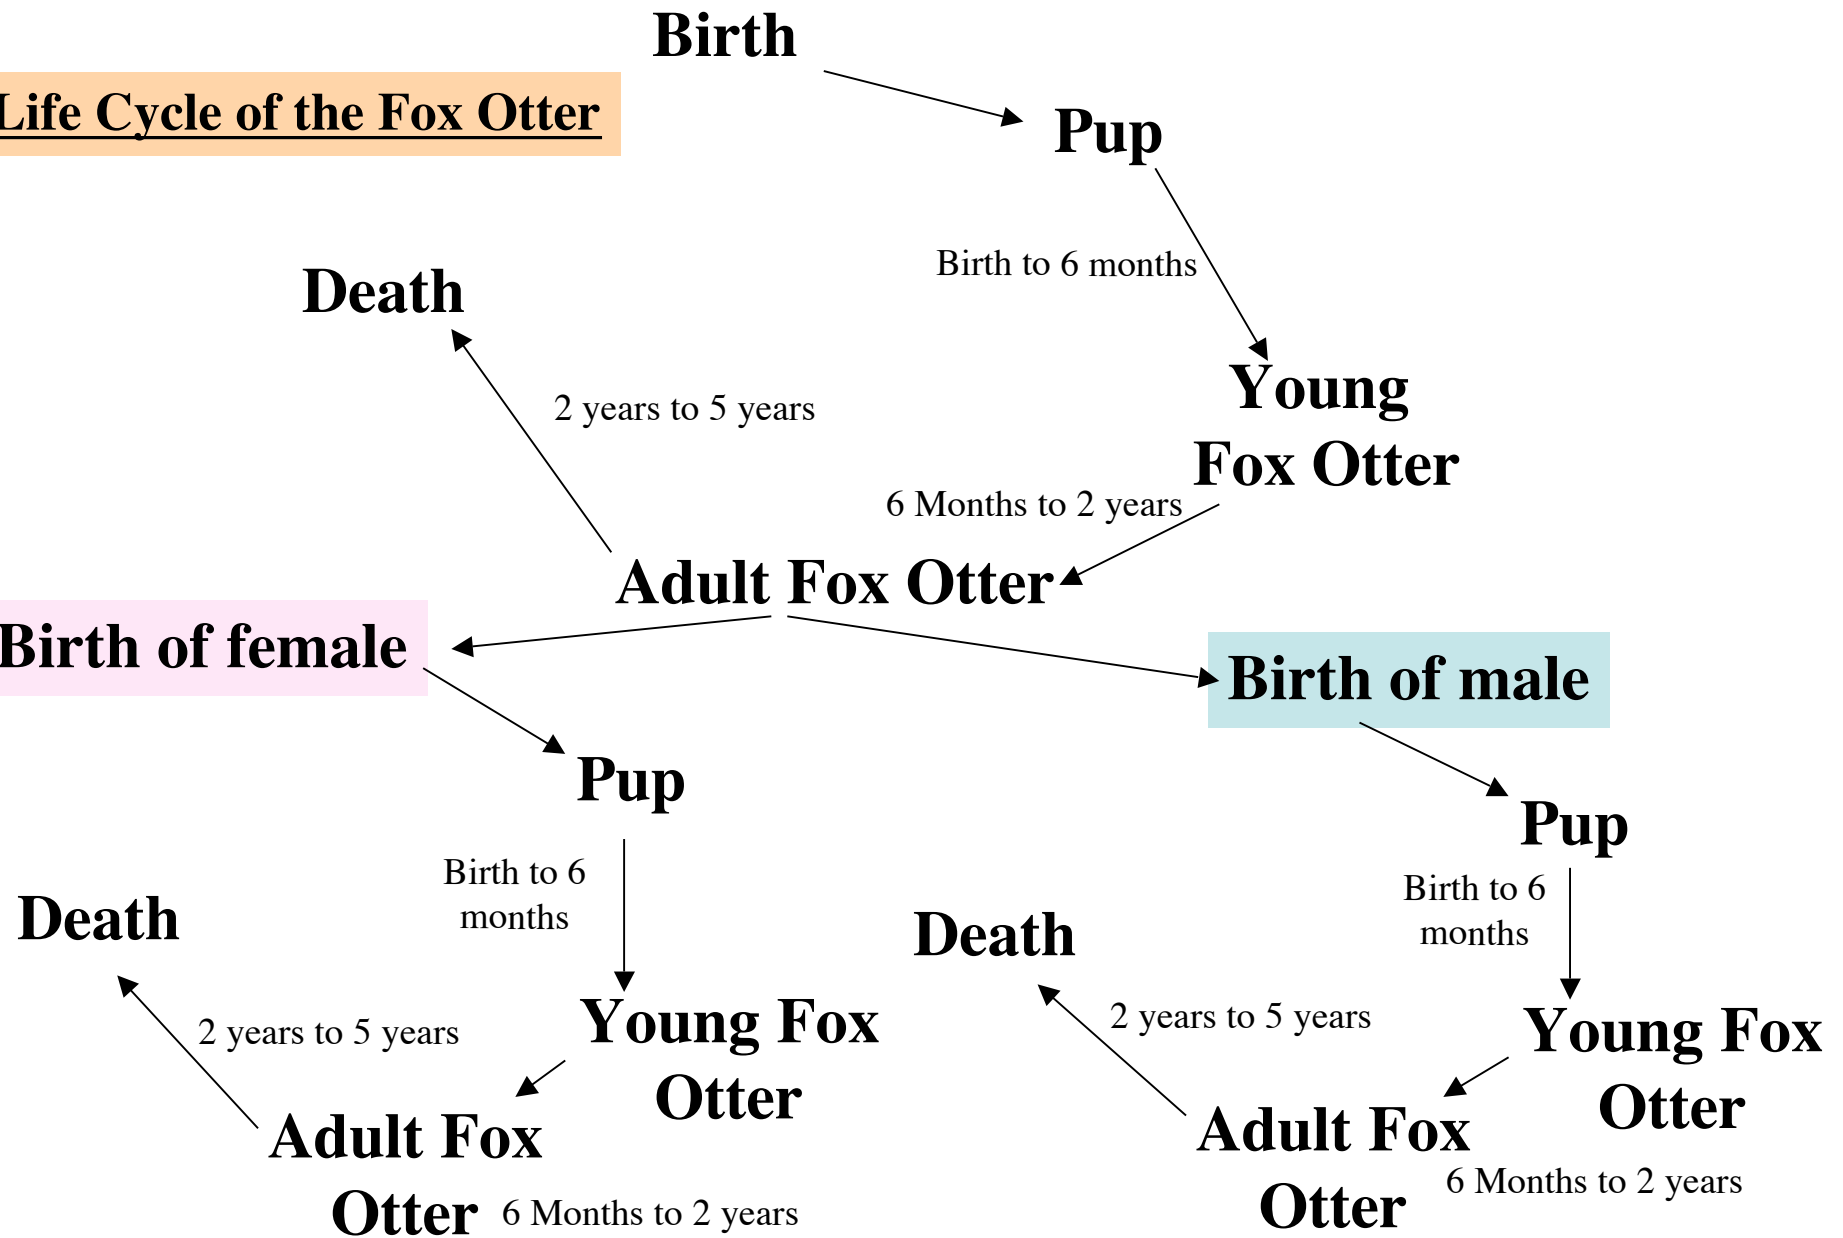 Birth
Life Cycle of the Fox Otter
Pup
Birth to 6 months
Death
2 years to 5 years
Young
Fox Otter
6 Months to 2 years
Adult Fox Otter
Birth of female
Birth of male
Pup
Birth to 6
months
Death
2 years to 5 years
Young Fox
Otter
Adult Fox
Otter
6 Months to 2 years
Pup
Birth to 6
months
Death
2 years to 5 years
Young Fox
Otter
Adult Fox
Otter
6 Months to 2 years